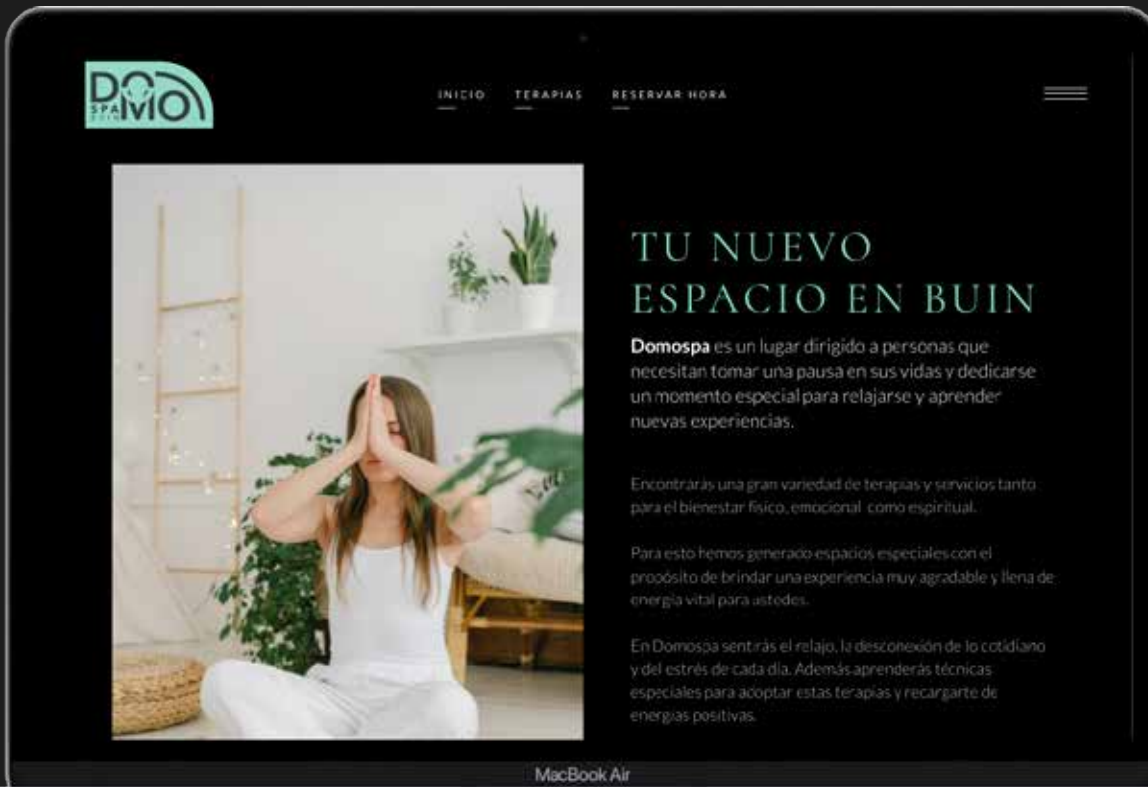 DOMO
SPA
BUIN
INICIO TERAPIAS RESERVAR HORA
TU NUEVO
ESPACIO EN BUIN
Domospa es un lugar dirigido a personas que
necesitan tomar una pausa en sus vidas y dedicarse
un momento especial para relajarse y aprender
nuevas experiencias.
Encontrarás una gran variedad de terapias y servicios tanto
para el bienestar físico, emocional como espiritual.
Para esto hemos generado espacios especiales con el
propósito de brindar una experiencia muy agradable y llena de
energía vital para ustedes.
En Domospa sentirás el relajo, la desconexión de lo cotidiano
y del estrés de cada día. Además aprenderás técnicas
especiales para adoptar estas terapias y recargarte de
energías positivas.
MacBook Air